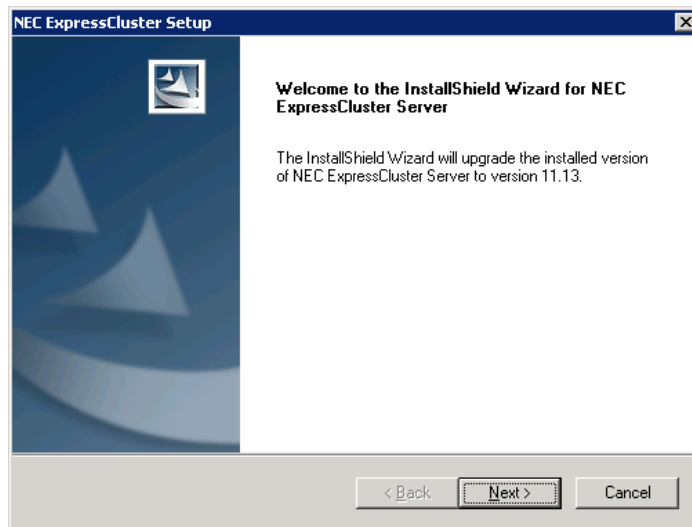 NEC ExpressCluster Setup
Welcome to the InstallShield Wizard for NEC
ExpressCluster Server
The InstallShield Wizard will upgrade the installed version
of NEC ExpressCluster Server to version 11.13.
< Back
Next >
Cancel